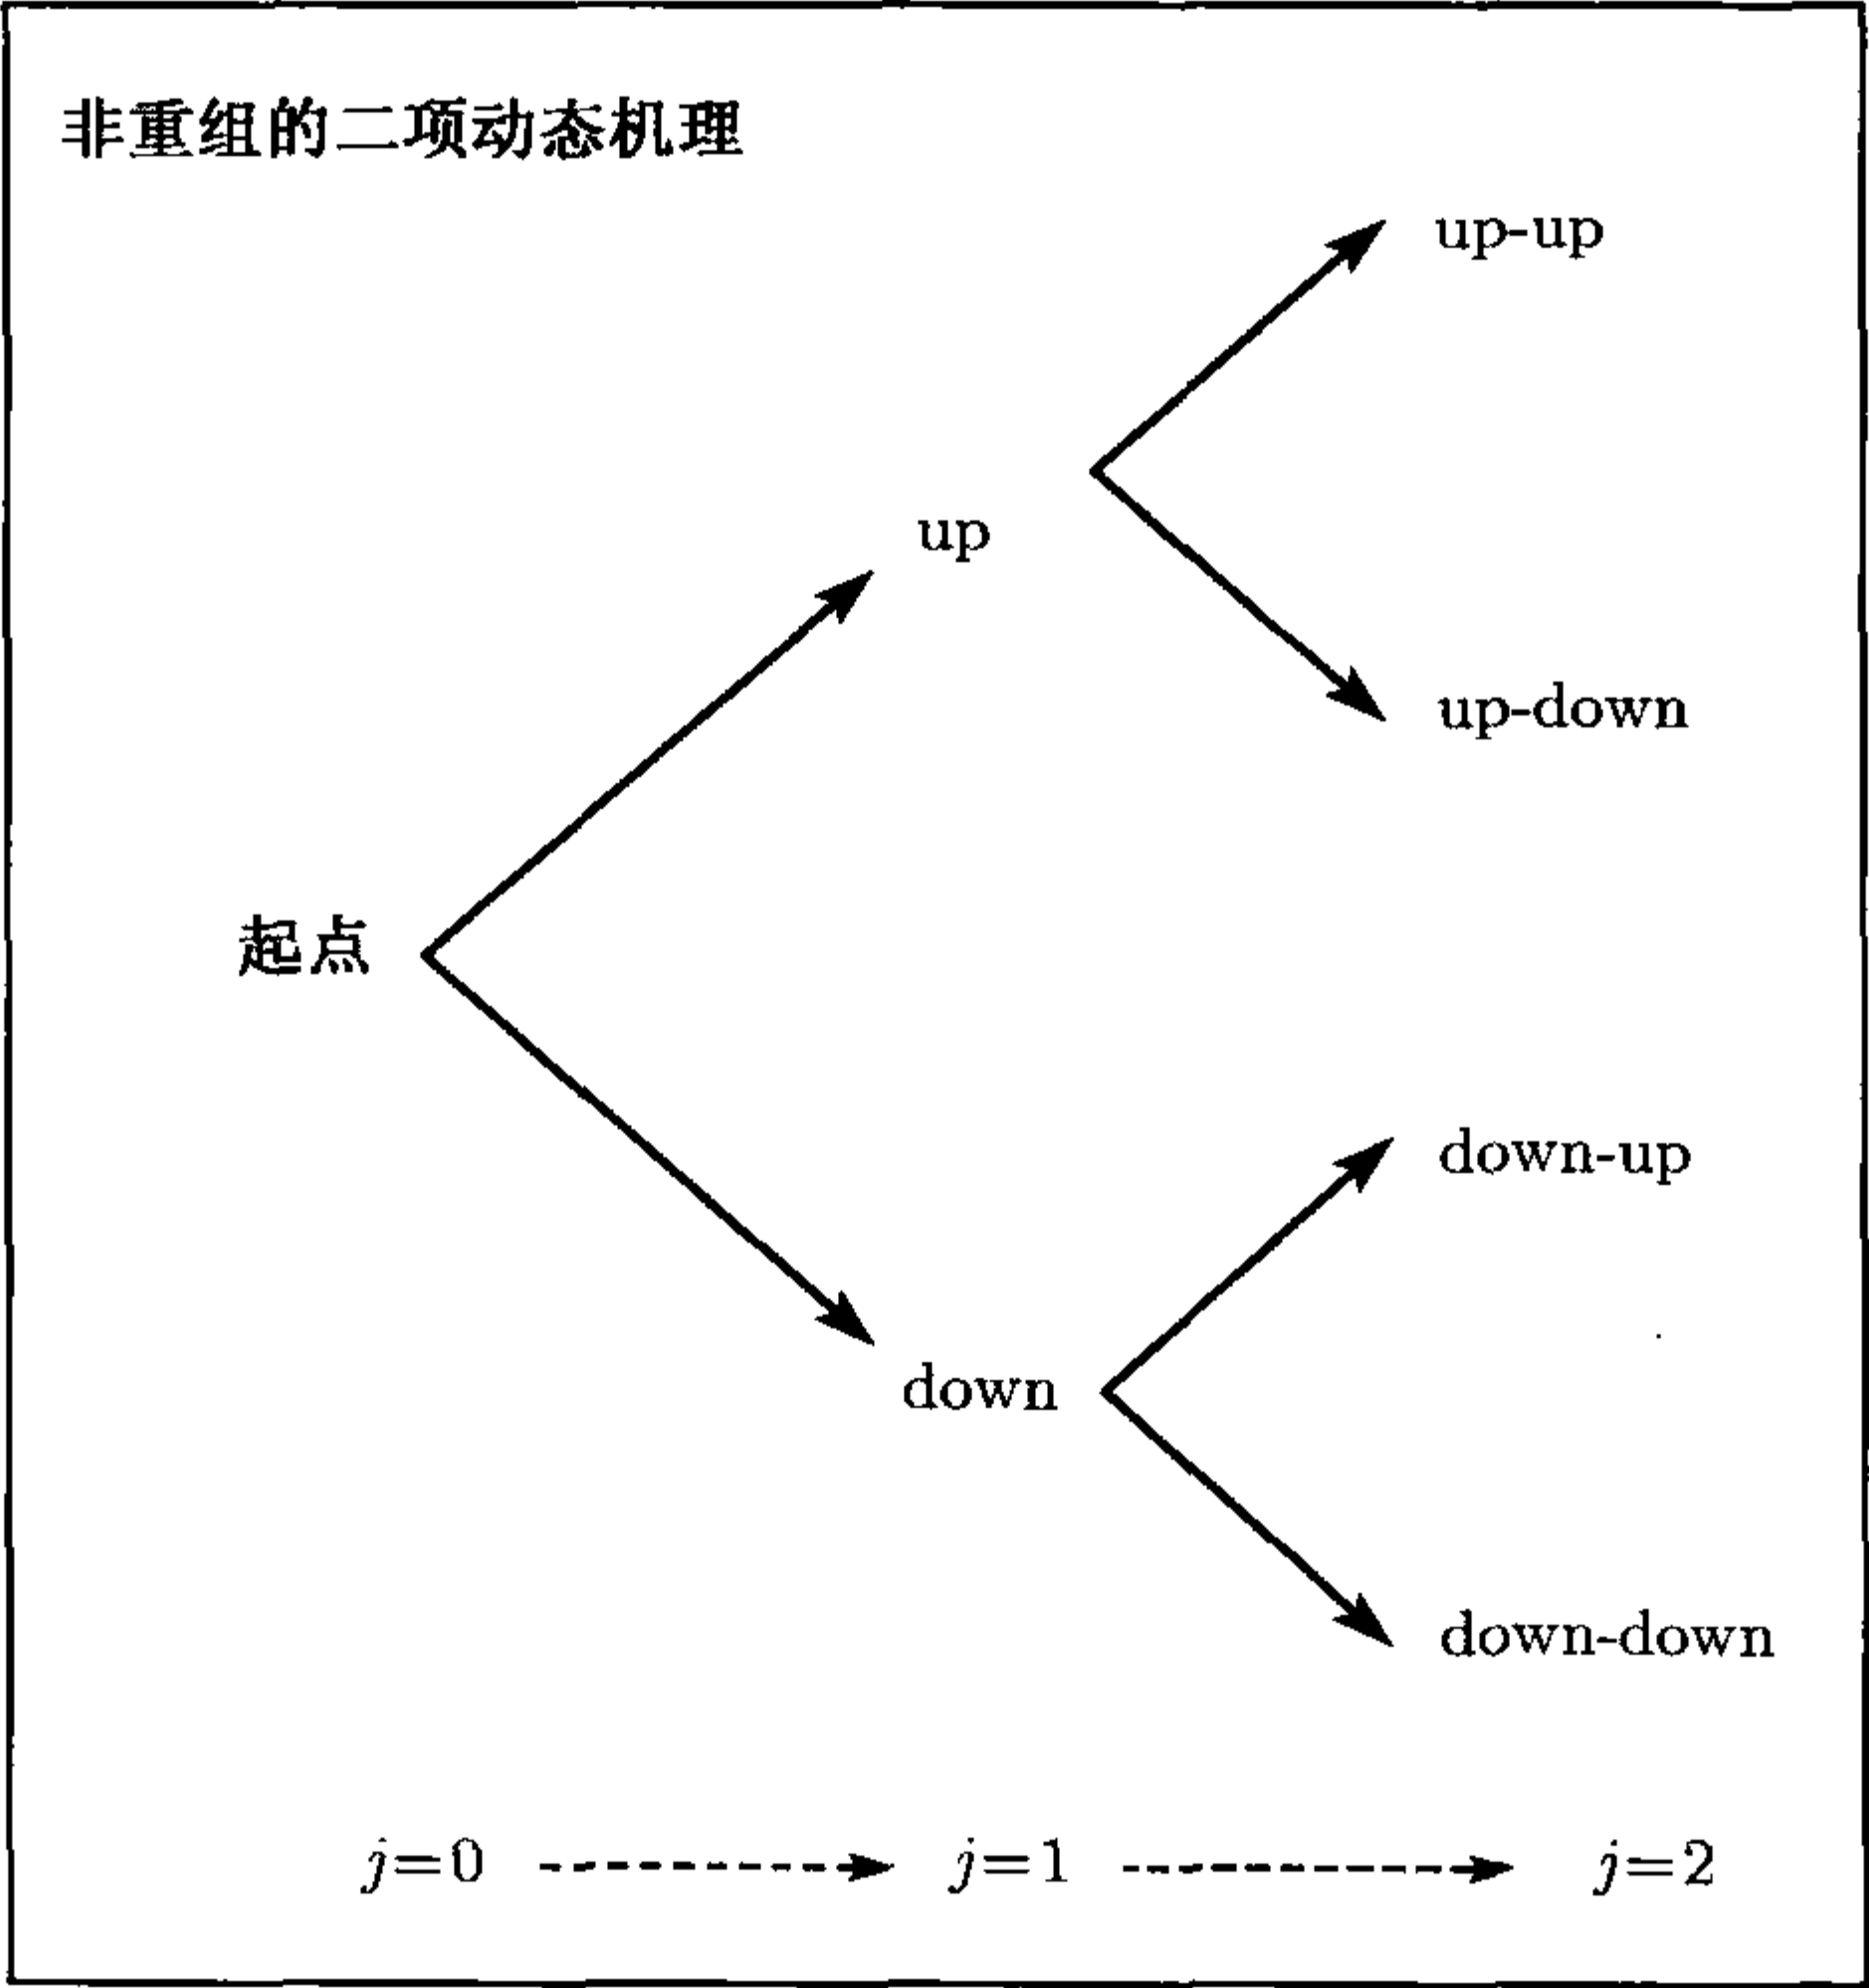 非重组的二项动态机理
up-up
up
up-down
起点
down-up
down
down-down
j=0
j=1
j=2